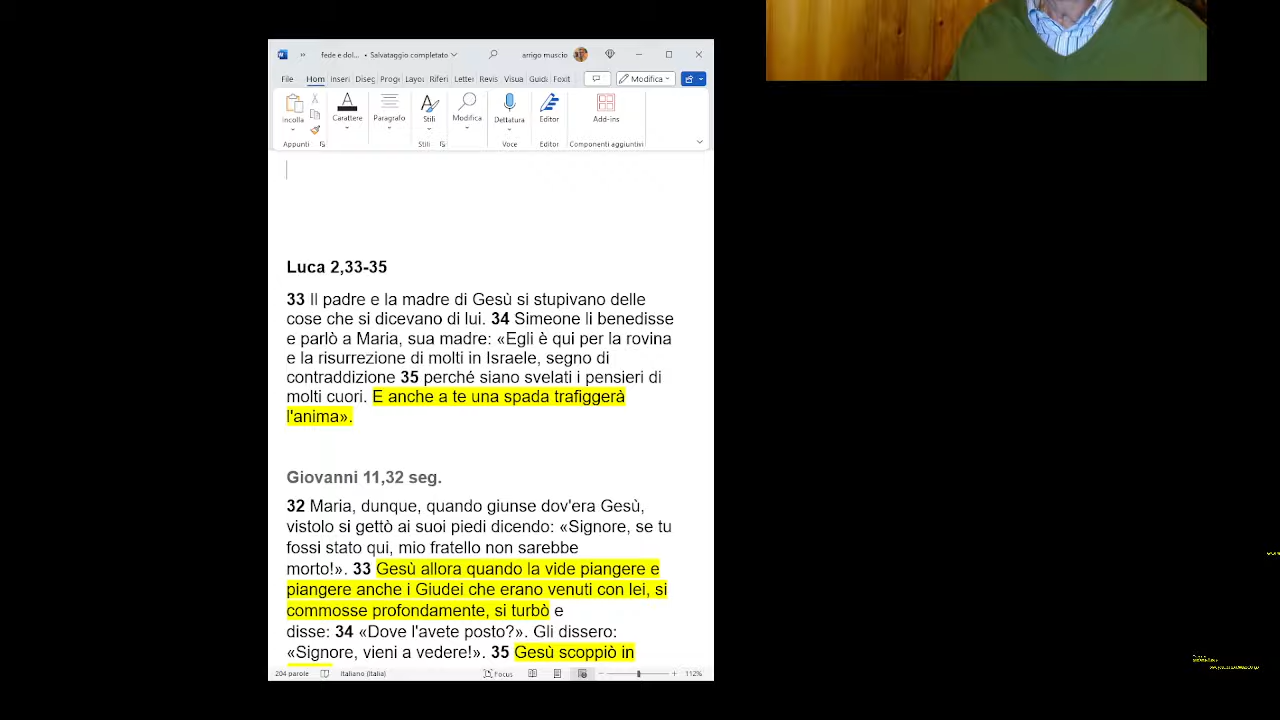 fede e dol... • Salvataggio completato
arrigo muscio
File
Hom
Inseri
Diseg
Proge
Layou
Riferi
Letter
Revis
Visua
Guida
Foxit
Modifica
Incolla
Carattere
Paragrafo
Stili
Modifica
Dettatura
Editor
Add-ins
Appunti
Stili
Voce
Editor
Componenti aggiuntivi
Luca 2,33-35
33 Il padre e la madre di Gesù si stupivano delle
cose che si dicevano di lui. 34 Simeone li benedisse
e parlò a Maria, sua madre: «Egli è qui per la rovina
e la risurrezione di molti in Israele, segno di
contraddizione 35 perché siano svelati i pensieri di
molti cuori. E anche a te una spada trafiggerà
l'anima».
Giovanni 11,32 seg.
32 Maria, dunque, quando giunse dov'era Gesù,
vistolo si gettò ai suoi piedi dicendo: «Signore, se tu
fossi stato qui, mio fratello non sarebbe
morto!». 33 Gesù allora quando la vide piangere e
piangere anche i Giudei che erano venuti con lei, si
commosse profondamente, si turbò e
disse: 34 «Dove l'avete posto?». Gli dissero:
«Signore, vieni a vedere!». 35 Gesù scoppiò in
204 parole
Italiano (Italia)
Focus
112%